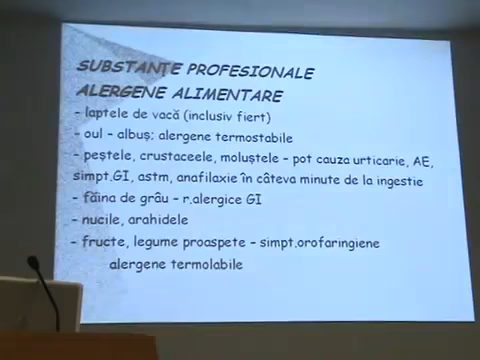 SUBSTANȚE PROFESIONALE
ALERGENE ALIMENTARE
- laptele de vacă (inclusiv fiert)
- oul – albuş: alergene termostabile
- peştele, crustaceele, moluştele – pot cauza urticarie, AE,
simpt.GI, astm, anafilaxie în câteva minute de la ingestie
- făina de grâu – r.alergice GI
- nucile, arahidele
- fructe, legume proaspete – simpt.orofaringiene
alergene termolabile